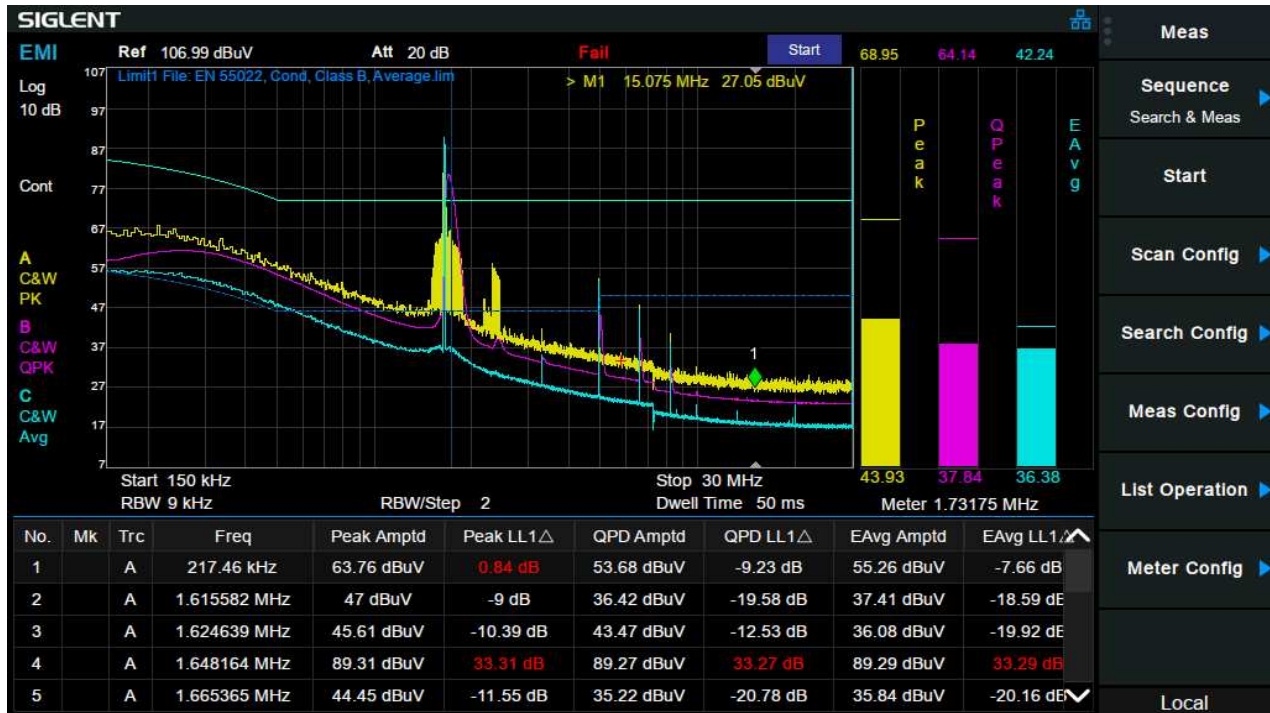 SIGLENT
EMI Ref 106.99 dBuV Att 20 dB Fail Start 68.95 64.14 42.24
Limit1 File: EN 55022, Cond, Class B, Average.lim
> M1 15.075 MHz 27.05 dBuV
Log
10 dB
Cont
A
C&W
PK
B
C&W
QPK
C
C&W
Avg
107
97
87
77
67
57
47
37
27
17
7
1
Peak
QPeak
EAvg
43.93 37.84 36.38
Start 150 kHz Stop 30 MHz
RBW 9 kHz RBW/Step 2 Dwell Time 50 ms Meter 1.73175 MHz
No. Mk Trc Freq Peak Amptd Peak LL1△ QPD Amptd QPD LL1△ EAvg Amptd EAvg LL1△
1 A 217.46 kHz 63.76 dBuV 0.84 dB 53.68 dBuV -9.23 dB 55.26 dBuV -7.66 dB
2 A 1.615582 MHz 47 dBuV -9 dB 36.42 dBuV -19.58 dB 37.41 dBuV -18.59 dB
3 A 1.624639 MHz 45.61 dBuV -10.39 dB 43.47 dBuV -12.53 dB 36.08 dBuV -19.92 dB
4 A 1.648164 MHz 89.31 dBuV 33.31 dB 89.27 dBuV 33.27 dB 89.29 dBuV 33.29 dB
5 A 1.665365 MHz 44.45 dBuV -11.55 dB 35.22 dBuV -20.78 dB 35.84 dBuV -20.16 dB
Meas
Sequence
Search & Meas
Start
Scan Config
Search Config
Meas Config
List Operation
Meter Config
Local